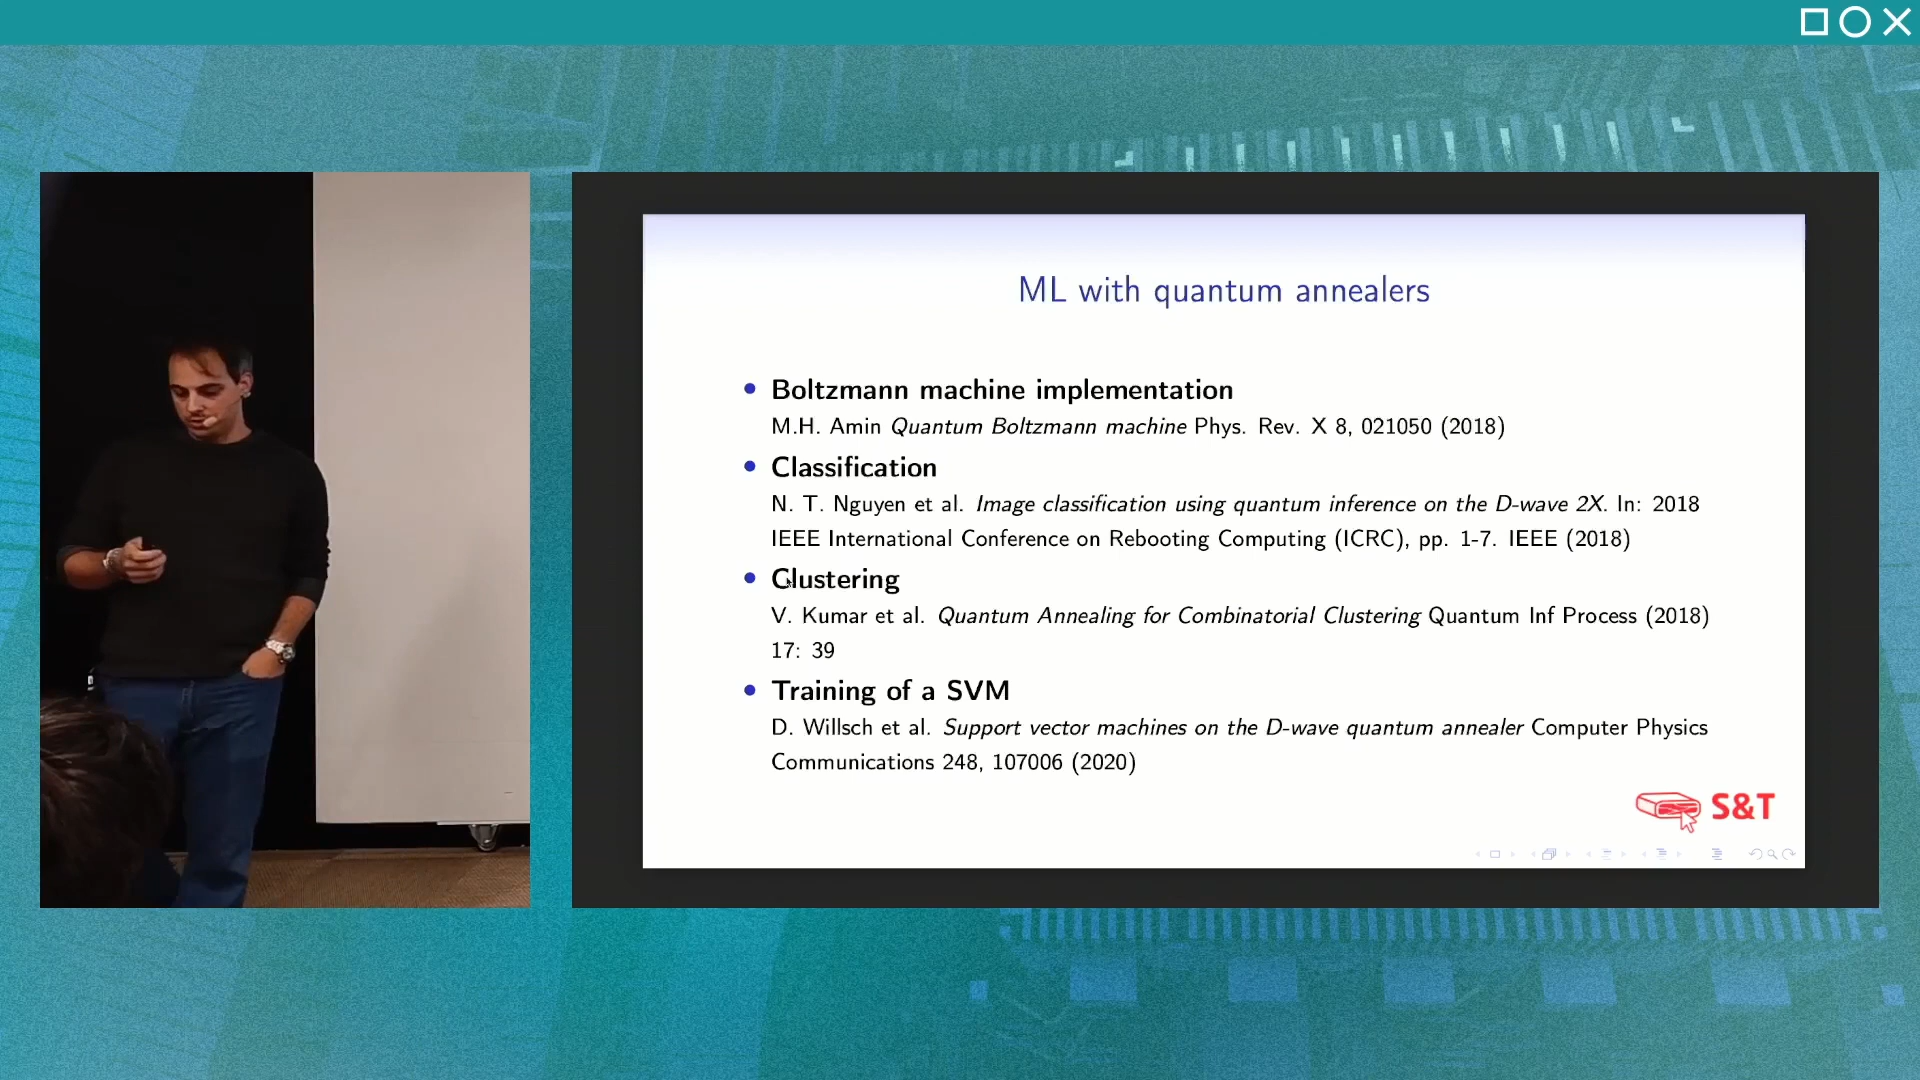 ML with quantum annealers
Boltzmann machine implementation
M.H. Amin Quantum Boltzmann machine Phys. Rev. X 8, 021050 (2018)
Classification
N. T. Nguyen et al. Image classification using quantum inference on the D-wave 2X. In: 2018
IEEE International Conference on Rebooting Computing (ICRC), pp. 1-7. IEEE (2018)
Clustering
V. Kumar et al. Quantum Annealing for Combinatorial Clustering Quantum Inf Process (2018)
17: 39
Training of a SVM
D. Willsch et al. Support vector machines on the D-wave quantum annealer Computer Physics
Communications 248, 107006 (2020)
S&T